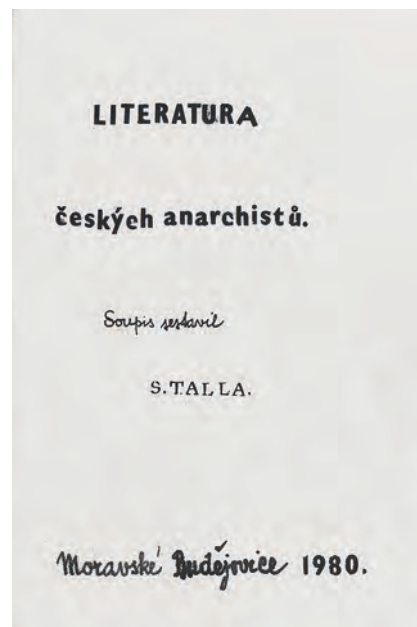 LITERATURA
českých anarchistů.
Soupis sestavil
S. TALLA.
Moravské Budějovice 1980.